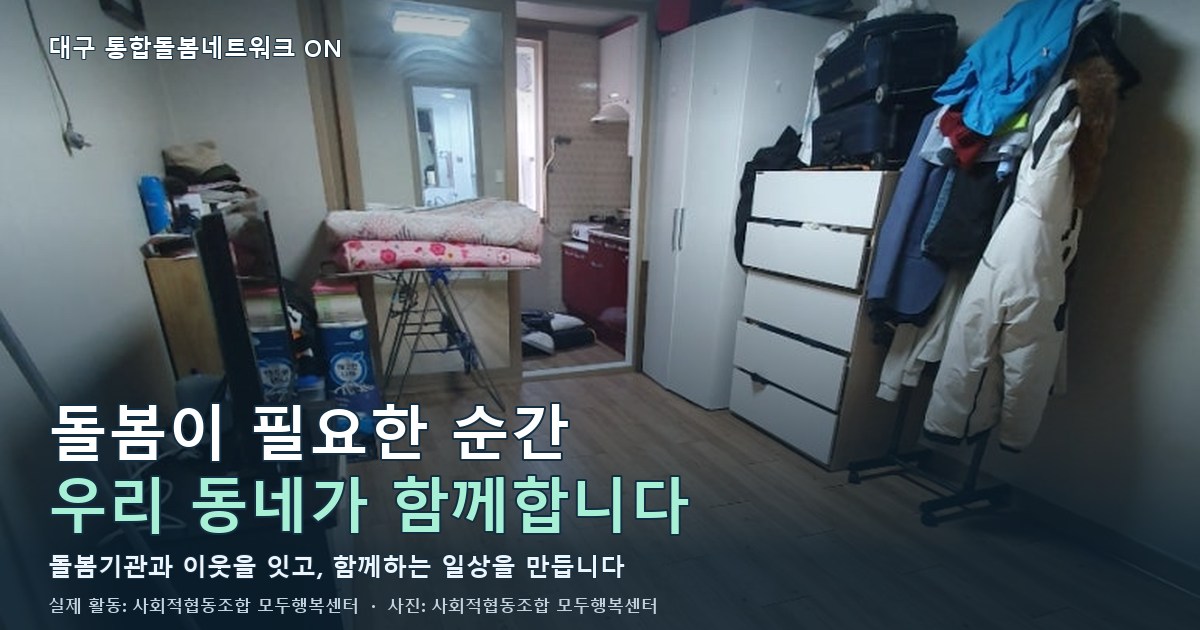 대구 통합돌봄네트워크 ON
돌봄이 필요한 순간
우리 동네가 함께합니다
돌봄기관과 이웃을 잇고, 함께하는 일상을 만듭니다
실제 활동: 사회적협동조합 모두행복센터 · 사진: 사회적협동조합 모두행복센터